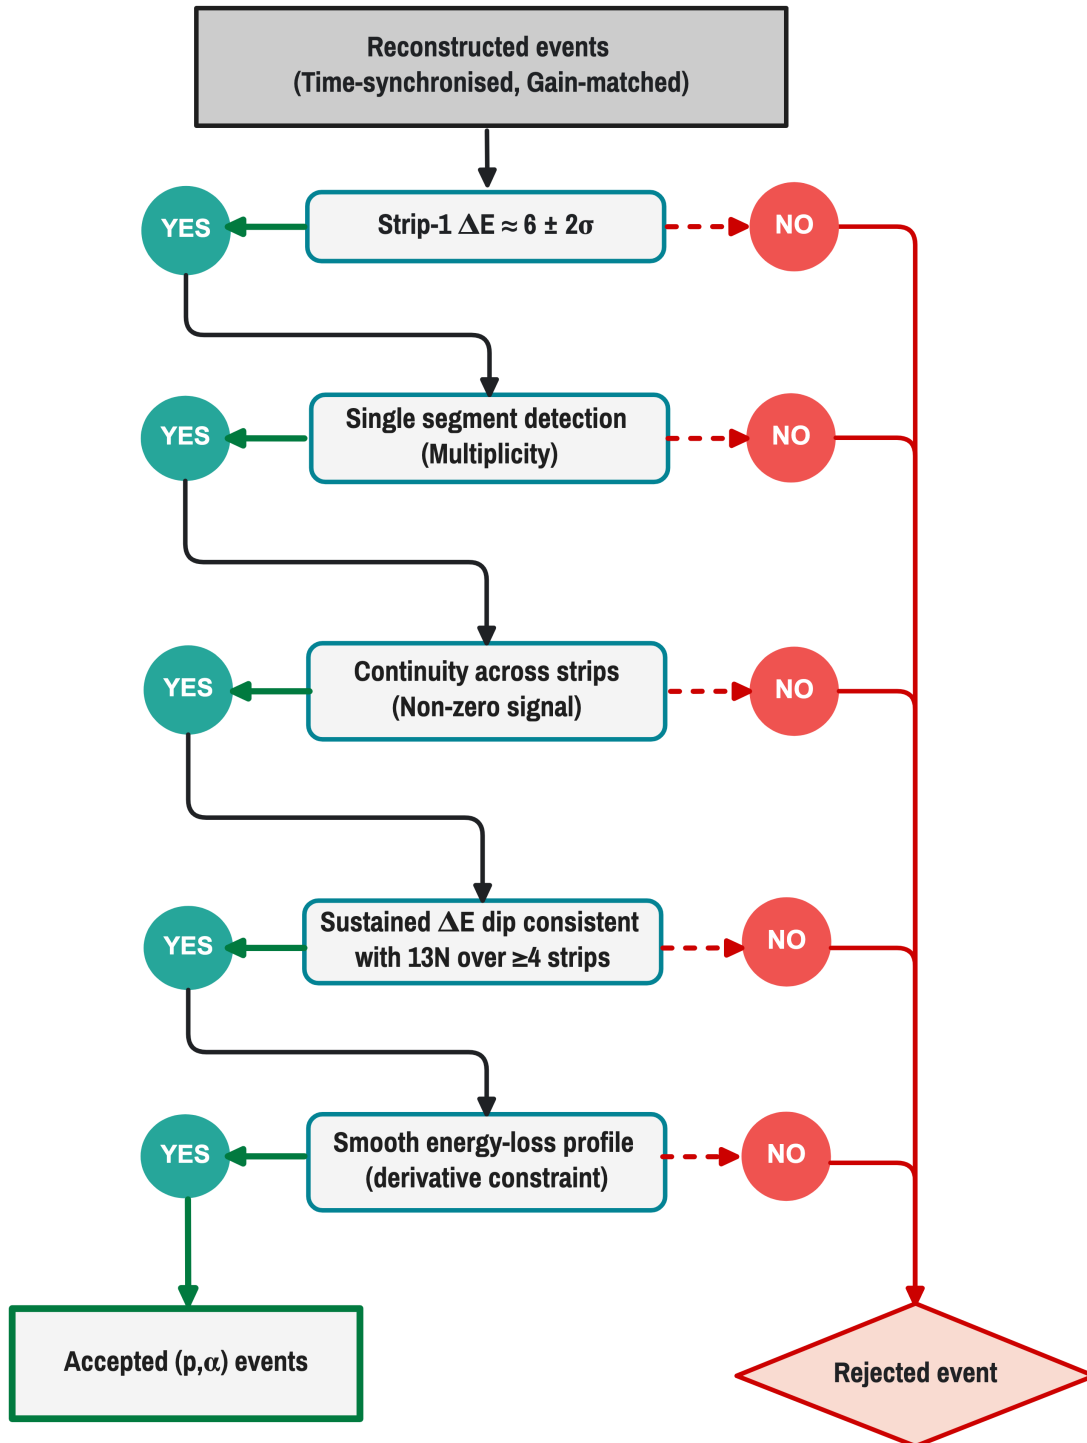 Reconstructed events
(Time-synchronised, Gain-matched)
YES
Strip-1 ΔE ≈ 6 ± 2σ
NO
YES
Single segment detection
(Multiplicity)
NO
YES
Continuity across strips
(Non-zero signal)
NO
YES
Sustained ΔE dip consistent
with 13N over ≥4 strips
NO
YES
Smooth energy-loss profile
(derivative constraint)
NO
Accepted (p,α) events
Rejected event